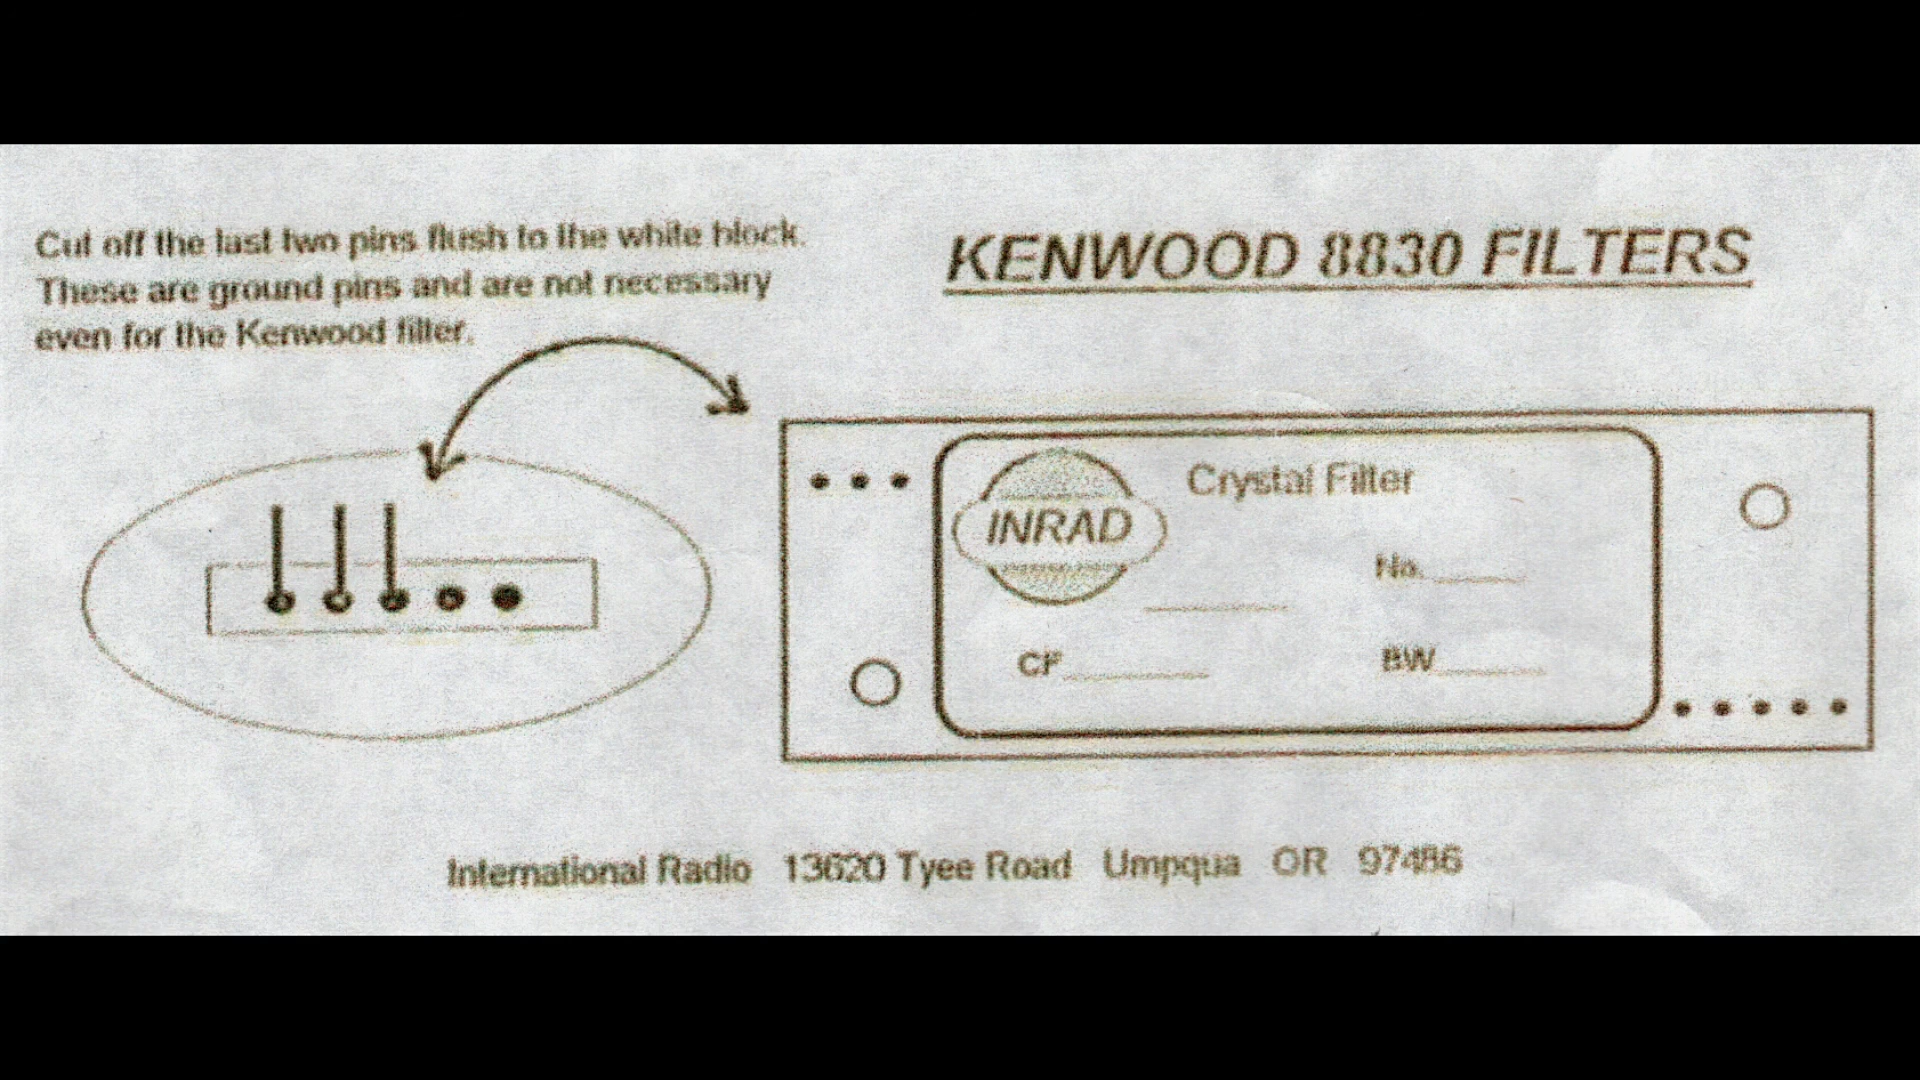 Cut off the last two pins flush to the white block.
These are ground pins and are not necessary
even for the Kenwood filter.
KENWOOD 8830 FILTERS
Crystal Filter
INRAD
No.
CF
BW
International Radio 13620 Tyee Road Umpqua OR 97486